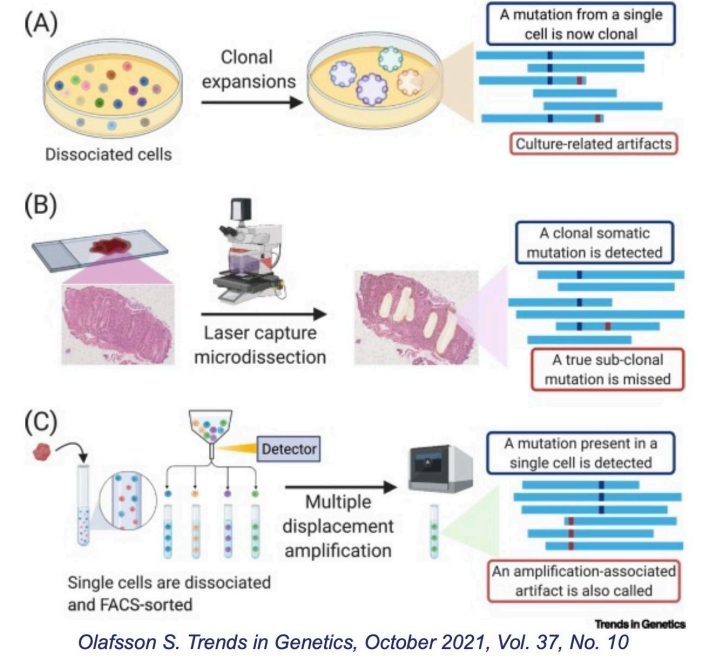 (A)
Dissociated cells
Clonal
expansions
A mutation from a single
cell is now clonal
Culture-related artifacts
(B)
Laser capture
microdissection
A clonal somatic
mutation is detected
A true sub-clonal
mutation is missed
(C)
Detector
Single cells are dissociated
and FACS-sorted
Multiple
displacement
amplification
A mutation present in a
single cell is detected
An amplification-associated
artifact is also called
Trends in Genetics
Olafsson S. Trends in Genetics, October 2021, Vol. 37, No. 10